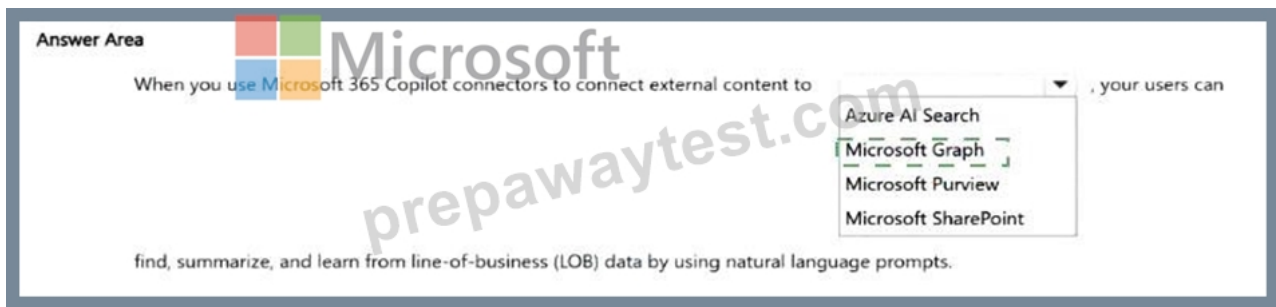 Answer Area
Microsoft
When you use Microsoft 365 Copilot connectors to connect external content to , your users can
Azure AI Search
Microsoft Graph
Microsoft Purview
Microsoft SharePoint
prepawaytest.com
find, summarize, and learn from line-of-business (LOB) data by using natural language prompts.